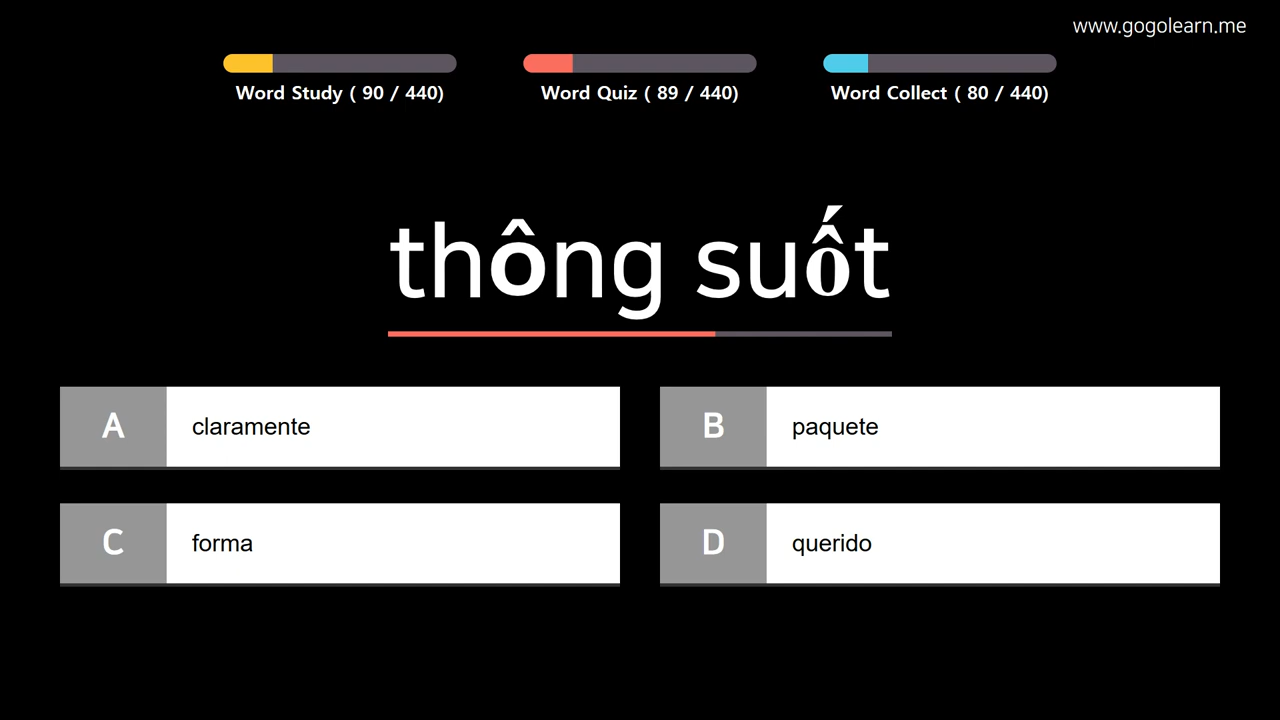 www.gogolearn.me
Word Study ( 90 / 440)
Word Quiz ( 89 / 440)
Word Collect ( 80 / 440)
thông suốt
A claramente
B paquete
C forma
D querido